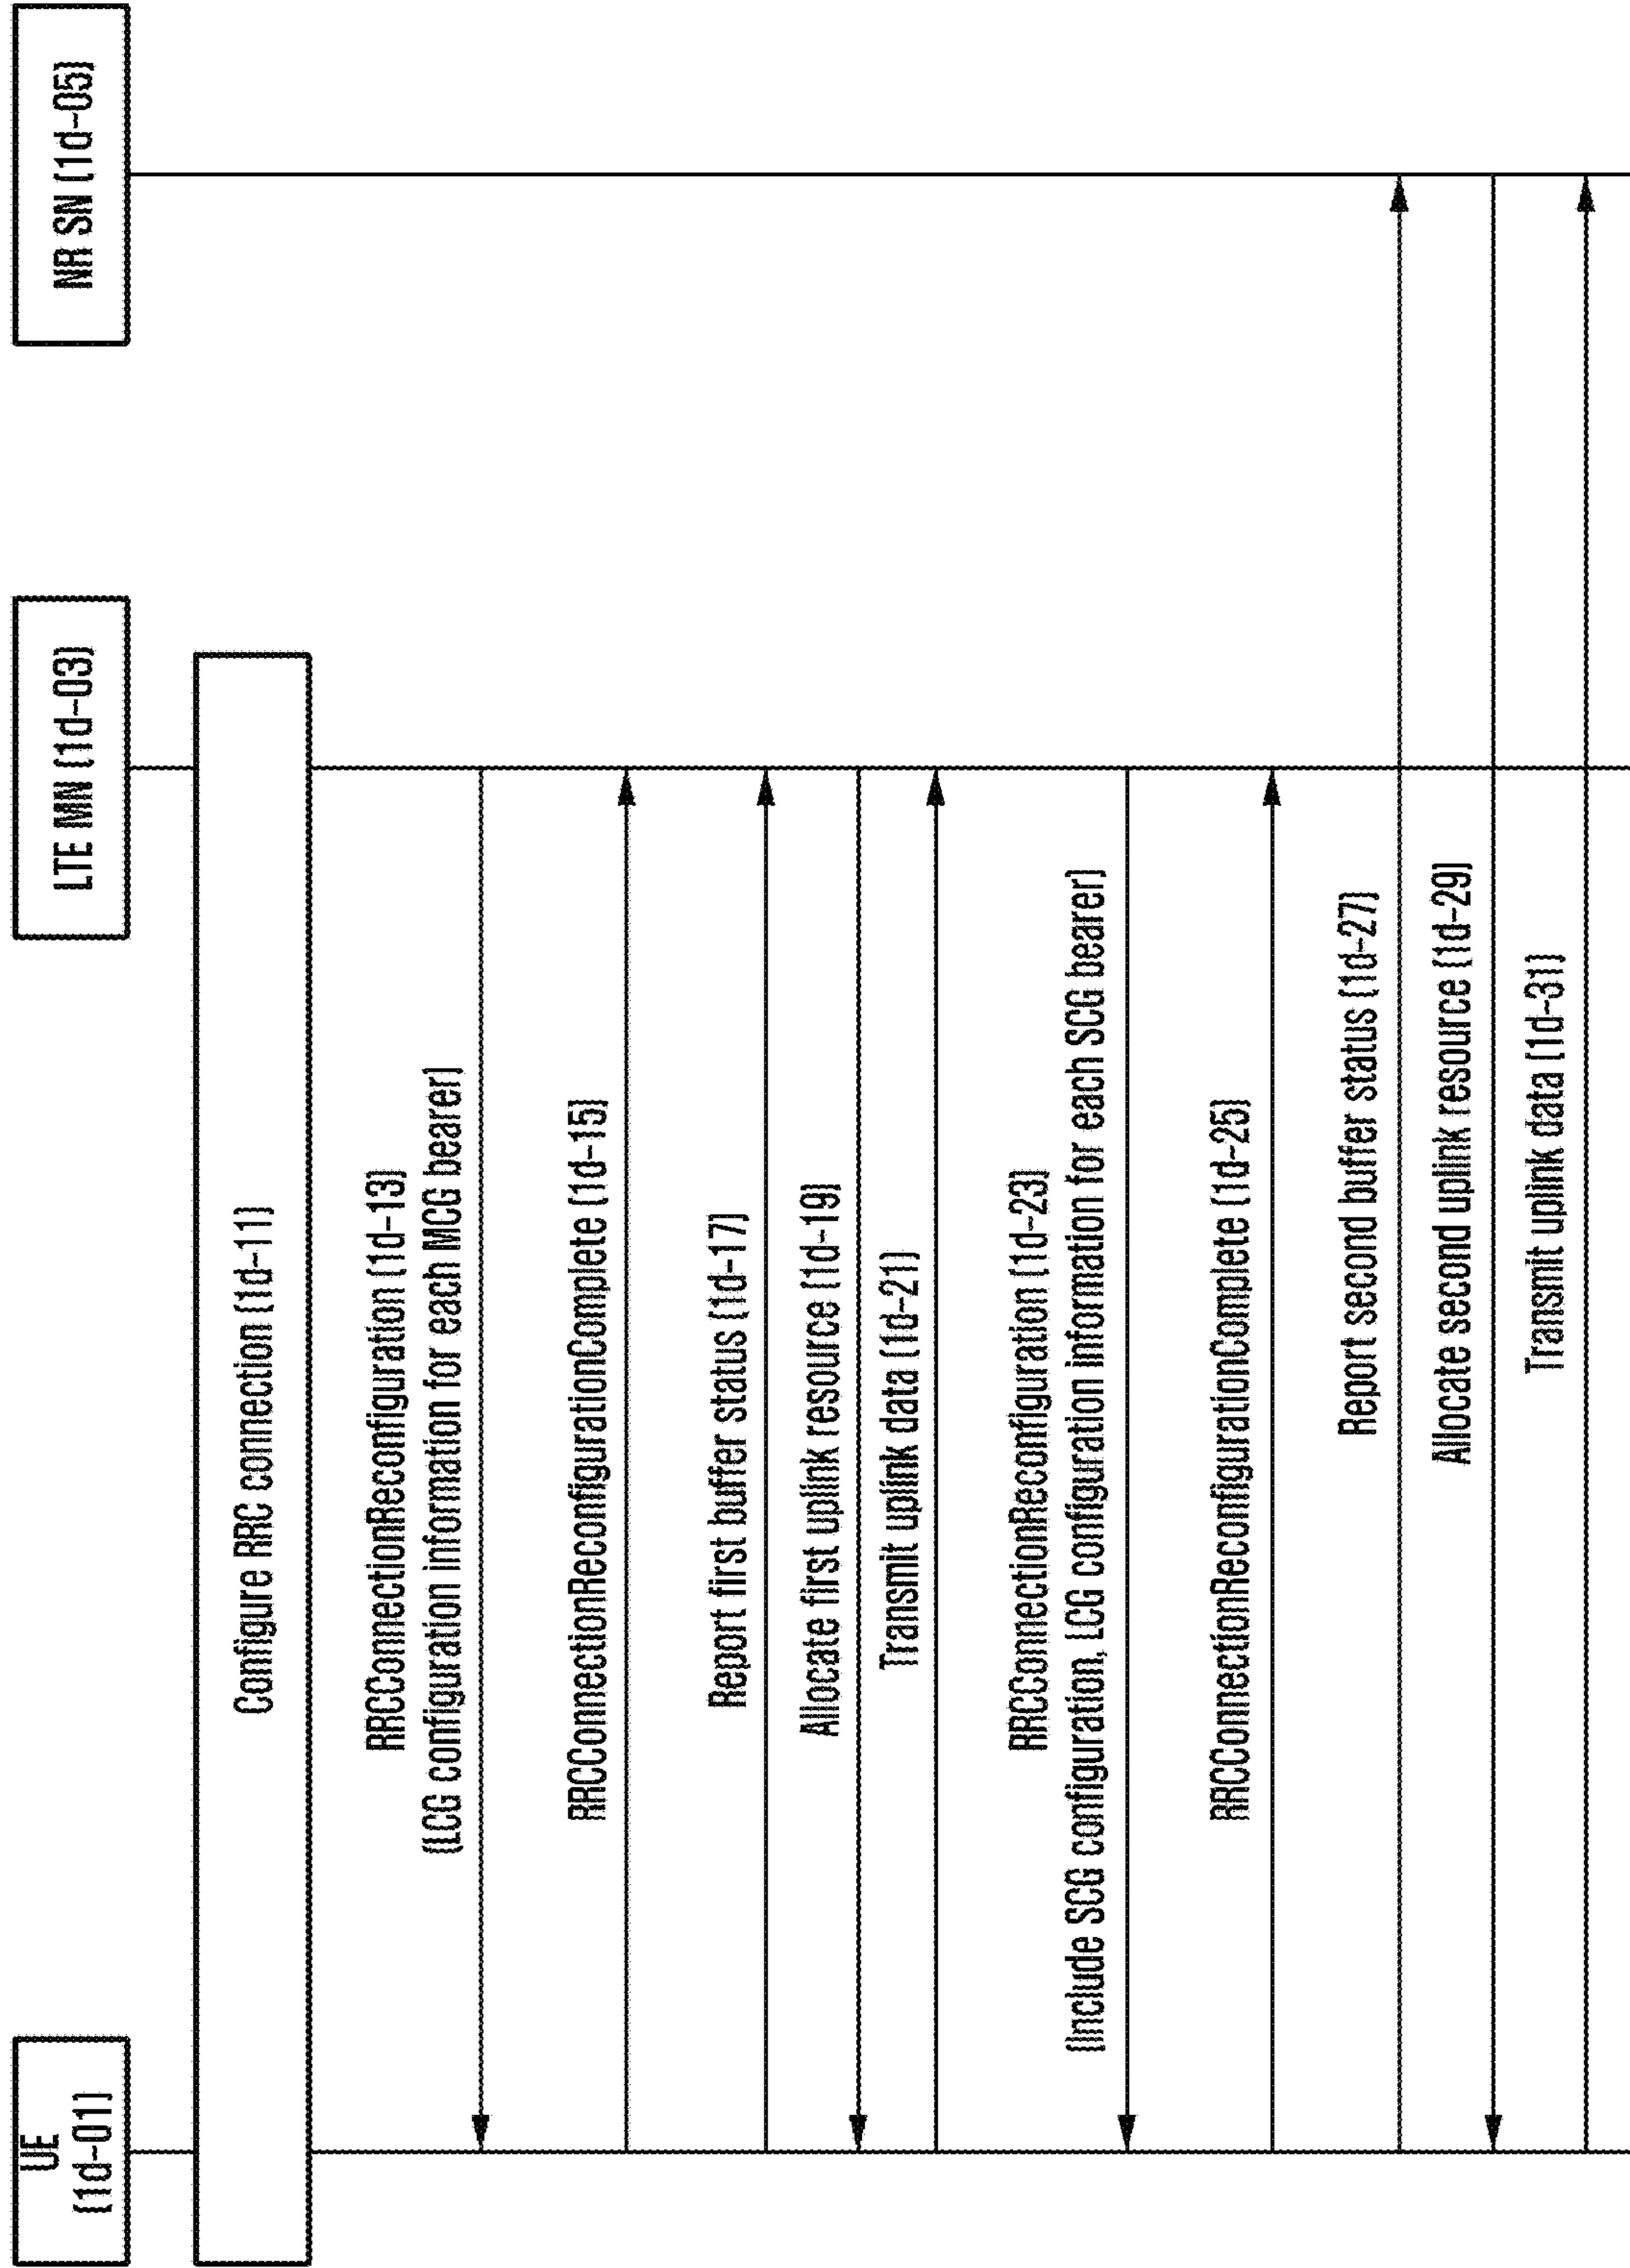 UE
(1d-01)
LTE MN (1d-03)
NR SN (1d-05)
Configure RRC connection (1d-11)
RRCConnectionReconfiguration (1d-13)
(LCG configuration information for each MCG bearer)
RRCConnectionReconfigurationComplete (1d-15)
Report first buffer status (1d-17)
Allocate first uplink resource (1d-19)
Transmit uplink data (1d-21)
RRCConnectionReconfiguration (1d-23)
(Include SCG configuration, LCG configuration information for each SCG bearer)
RRCConnectionReconfigurationComplete (1d-25)
Report second buffer status (1d-27)
Allocate second uplink resource (1d-29)
Transmit uplink data (1d-31)